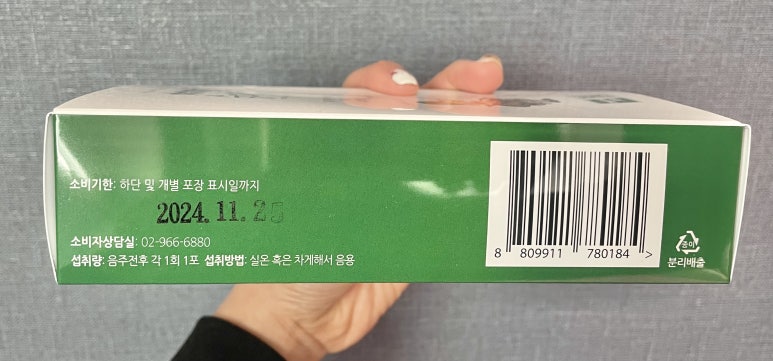 소비기한: 하단 및 개별 포장 표시일까지
2024. 11. 25
소비자상담실: 02-966-6880
섭취량: 음주전후 각 1회 1포 섭취방법: 실온 혹은 차게해서 음용
8 809911 780184 >
종이
분리배출